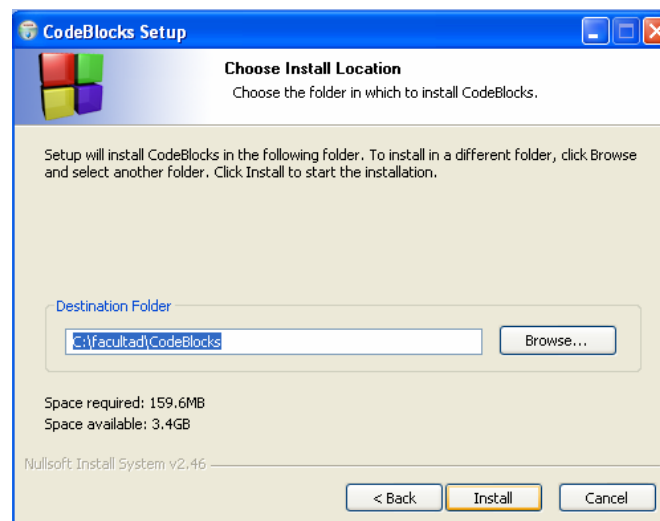 CodeBlocks Setup
Choose Install Location
Choose the folder in which to install CodeBlocks.
Setup will install CodeBlocks in the following folder. To install in a different folder, click Browse
and select another folder. Click Install to start the installation.
Destination Folder
C:\facultad\CodeBlocks
Browse...
Space required: 159.6MB
Space available: 3.4GB
Nullsoft Install System v2.46
< Back
Install
Cancel